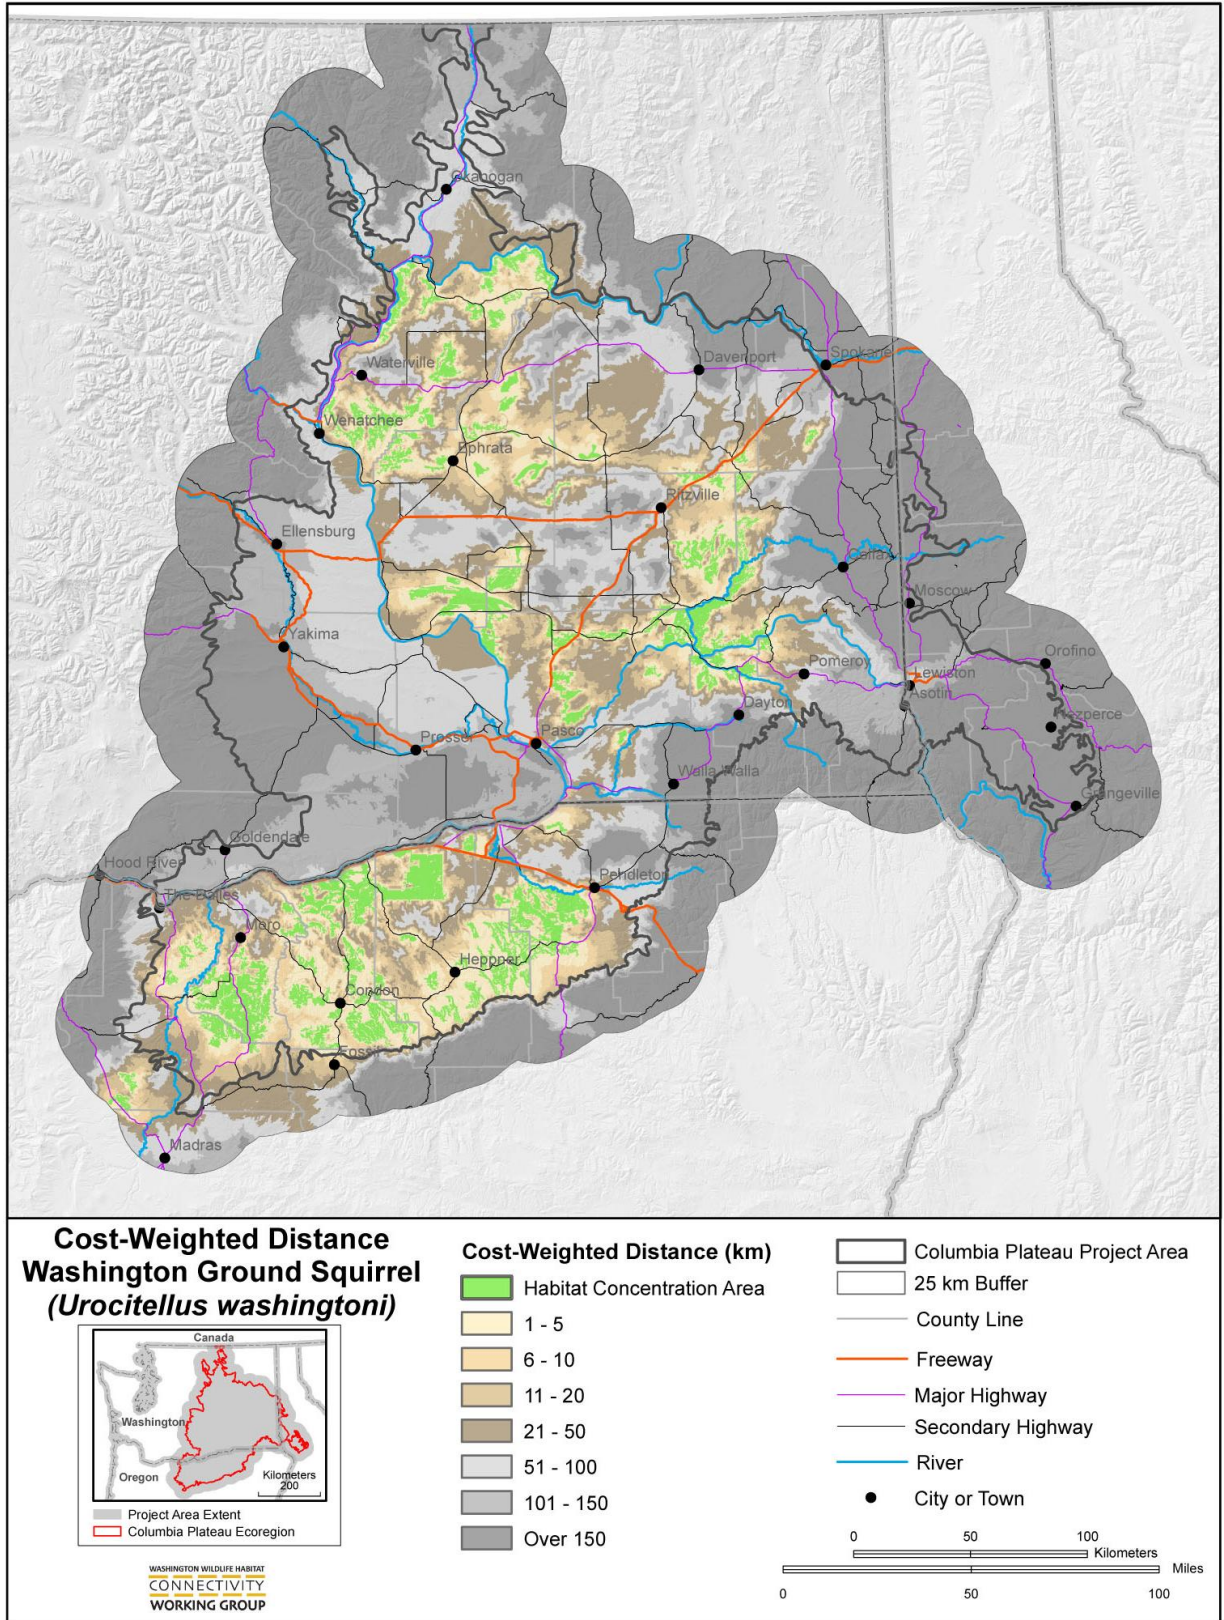 Okanogan
Waterville
Davenport
Spokane
Wenatchee
Ephrata
Ritzville
Ellensburg
Colfax
Moscow
Yakima
Orofino
Pomeroy
Lewiston
Asotin
Dayton
Nezperce
Prosser
Pasco
Walla Walla
Grangeville
Goldendale
Hood River
The Dalles
Pendleton
Moro
Heppner
Condon
Fossil
Madras
Cost-Weighted Distance
Washington Ground Squirrel
(Urocitellus washingtoni)
Canada
Washington
Oregon
Kilometers
200
Project Area Extent
Columbia Plateau Ecoregion
WASHINGTON WILDLIFE HABITAT
CONNECTIVITY
WORKING GROUP
Cost-Weighted Distance (km)
Habitat Concentration Area
1 - 5
6 - 10
11 - 20
21 - 50
51 - 100
101 - 150
Over 150
Columbia Plateau Project Area
25 km Buffer
County Line
Freeway
Major Highway
Secondary Highway
River
City or Town
0 50 100
Kilometers
Miles
0 50 100